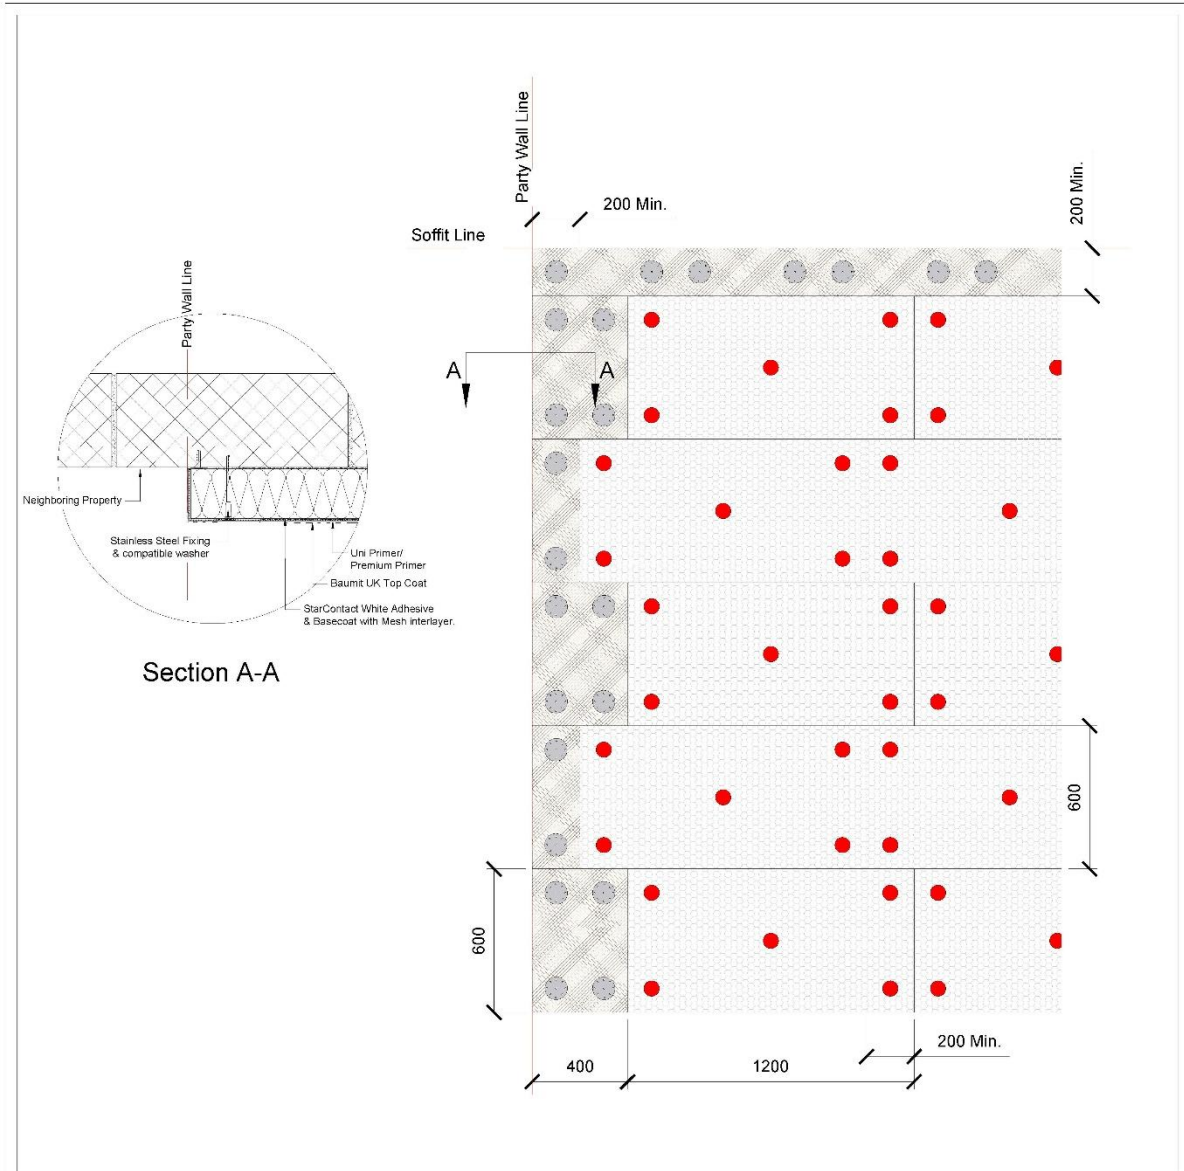 Party Wall Line
200 Min.
200 Min.
Soffit Line
Party Wall Line
A
A
Neighboring Property
Stainless Steel Fixing
& compatible washer
Uni Primer/
Premium Primer
Baumit UK Top Coat
StarContact White Adhesive
& Basecoat with Mesh interlayer.
Section A-A
600
600
200 Min.
400
1200